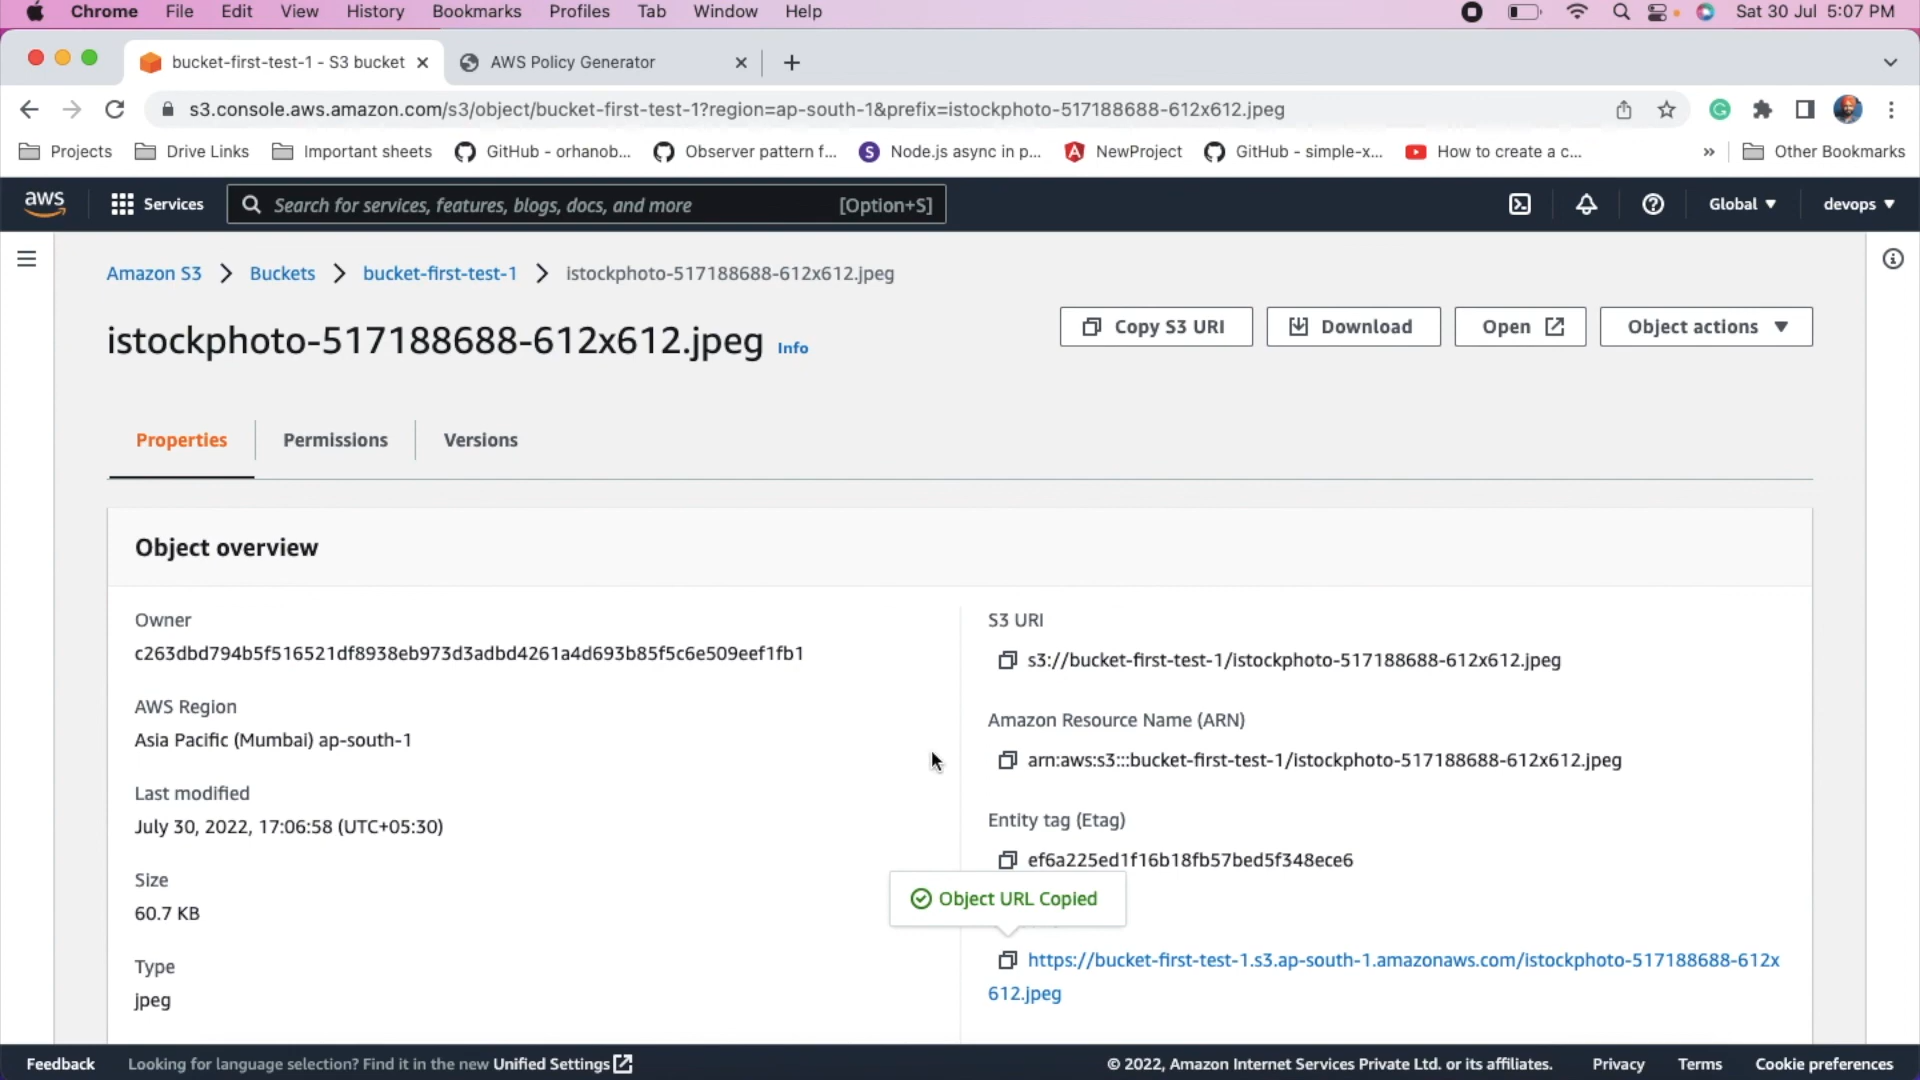 Chrome File Edit View History Bookmarks Profiles Tab Window Help Sat 30 Jul 5:07 PM
bucket-first-test-1 - S3 bucket AWS Policy Generator
s3.console.aws.amazon.com/s3/object/bucket-first-test-1?region=ap-south-1&prefix=istockphoto-517188688-612x612.jpeg
Projects Drive Links Important sheets GitHub - orhanob... Observer pattern f... Node.js async in p... NewProject GitHub - simple-x... How to create a c... » Other Bookmarks
aws Services Search for services, features, blogs, docs, and more [Option+S] Global devops
Amazon S3 Buckets bucket-first-test-1 istockphoto-517188688-612x612.jpeg
istockphoto-517188688-612x612.jpeg Info
Copy S3 URI Download Open Object actions
Properties Permissions Versions
Object overview
Owner
c263dbd794b5f516521df8938eb973d3adbd4261a4d693b85f5c6e509eef1fb1
AWS Region
Asia Pacific (Mumbai) ap-south-1
Last modified
July 30, 2022, 17:06:58 (UTC+05:30)
Size
60.7 KB
Type
jpeg
S3 URI
s3://bucket-first-test-1/istockphoto-517188688-612x612.jpeg
Amazon Resource Name (ARN)
arn:aws:s3:::bucket-first-test-1/istockphoto-517188688-612x612.jpeg
Entity tag (Etag)
ef6a225ed1f16b18fb57bed5f348ece6
Object URL Copied
https://bucket-first-test-1.s3.ap-south-1.amazonaws.com/istockphoto-517188688-612x
612.jpeg
Feedback Looking for language selection? Find it in the new Unified Settings © 2022, Amazon Internet Services Private Ltd. or its affiliates. Privacy Terms Cookie preferences